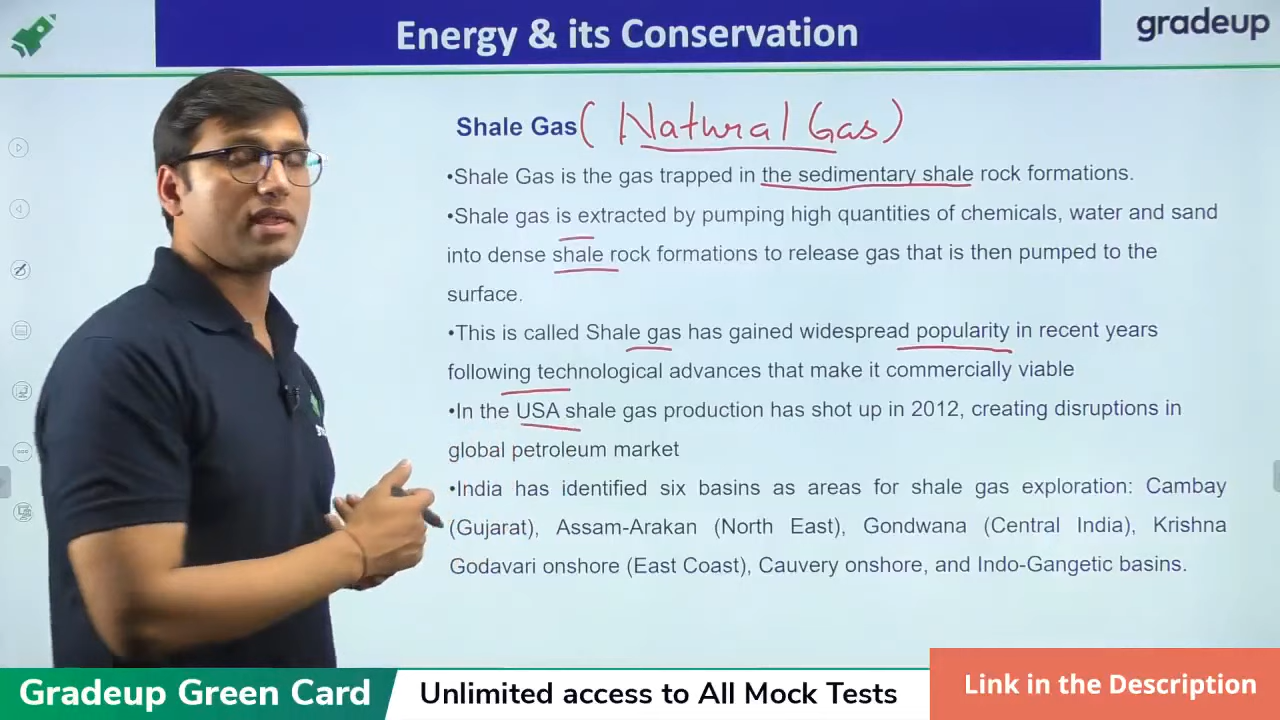 Energy & its Conservation
gradeup
Shale Gas ( Natural Gas )
•Shale Gas is the gas trapped in the sedimentary shale rock formations.
•Shale gas is extracted by pumping high quantities of chemicals, water and sand
into dense shale rock formations to release gas that is then pumped to the
surface.
•This is called Shale gas has gained widespread popularity in recent years
following technological advances that make it commercially viable
•In the USA shale gas production has shot up in 2012, creating disruptions in
global petroleum market
•India has identified six basins as areas for shale gas exploration: Cambay
(Gujarat), Assam-Arakan (North East), Gondwana (Central India), Krishna
Godavari onshore (East Coast), Cauvery onshore, and Indo-Gangetic basins.
Gradeup Green Card
Unlimited access to All Mock Tests
Link in the Description